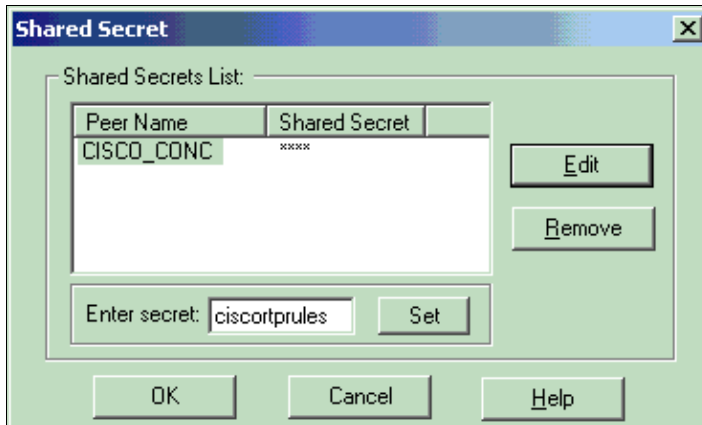 Shared Secret
Shared Secrets List:
Peer Name Shared Secret
CISCO_CONC ****
Edit
Remove
Enter secret: ciscortprules Set
OK Cancel Help